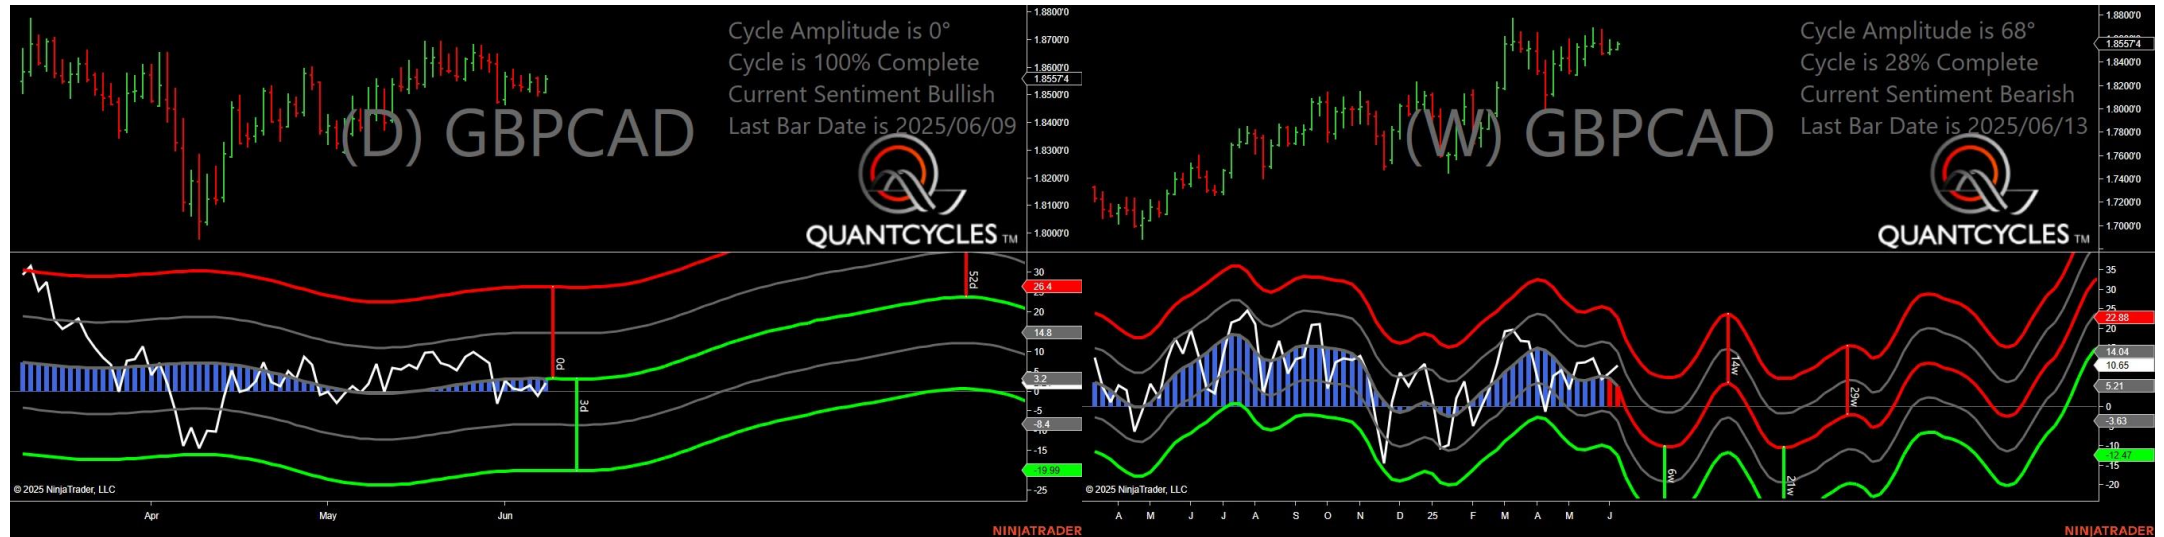 Cycle Amplitude is 0°
Cycle is 100% Complete
Current Sentiment Bullish
Last Bar Date is 2025/06/09
(D) GBPCAD
QUANTCYCLES TM
1.8800'0
1.8700'0
1.8600'0
1.8557'4
1.8500'0
1.8400'0
1.8300'0
1.8200'0
1.8100'0
1.8000'0
30
26.4
20
14.8
10
5
3.2
0
-5
-8.4
-10
-15
-19.99
-25
0d
3d
52d
© 2025 NinjaTrader, LLC
Apr May Jun
NINJATRADER
Cycle Amplitude is 68°
Cycle is 28% Complete
Current Sentiment Bearish
Last Bar Date is 2025/06/13
(W) GBPCAD
QUANTCYCLES TM
1.8800'0
1.8557'4
1.8400'0
1.8200'0
1.8000'0
1.7800'0
1.7600'0
1.7400'0
1.7200'0
1.7000'0
35
30
22.88
20
14.04
10.65
5.21
0
-3.63
-10
-12.47
-15
-20
6w
14w
21w
29w
© 2025 NinjaTrader, LLC
A M J J A S O N D 25 F M A M J
NINJATRADER